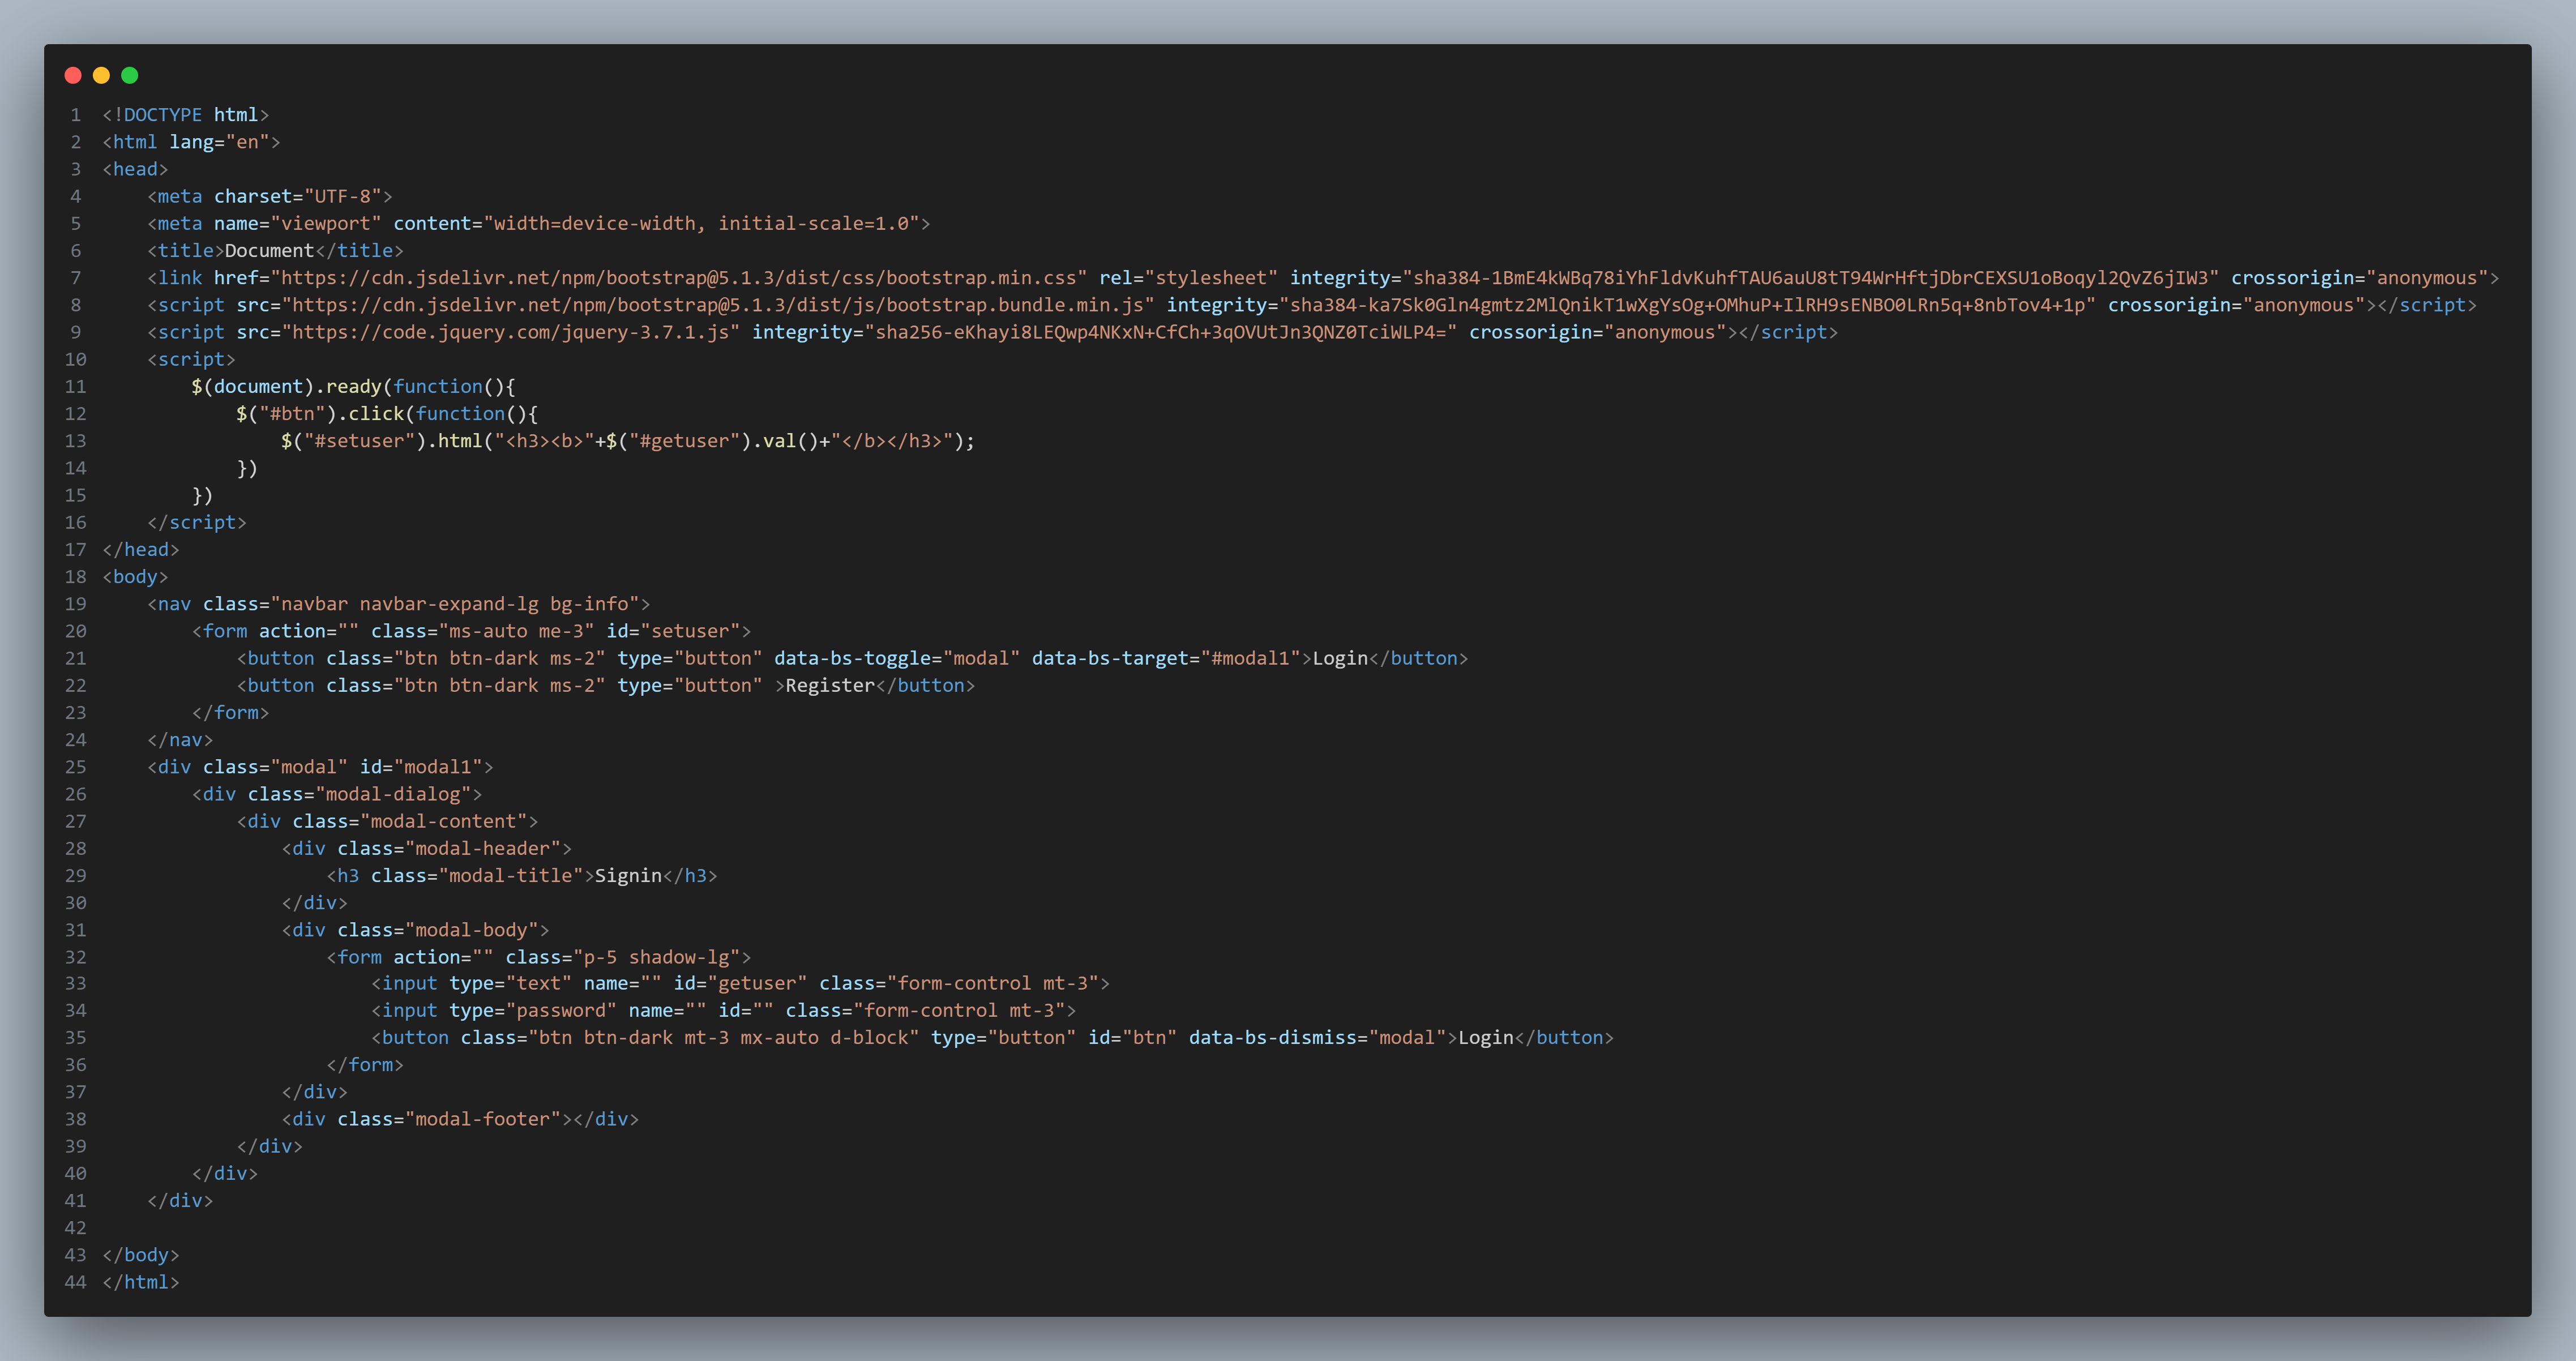 1 <!DOCTYPE html>
2 <html lang="en">
3 <head>
4     <meta charset="UTF-8">
5     <meta name="viewport" content="width=device-width, initial-scale=1.0">
6     <title>Document</title>
7     <link href="https://cdn.jsdelivr.net/npm/bootstrap@5.1.3/dist/css/bootstrap.min.css" rel="stylesheet" integrity="sha384-1BmE4kWBq78iYhFldvKuhfTAU6auU8tT94WrHftjDbrCEXSU1oBoqyl2QvZ6jIW3" crossorigin="anonymous">
8     <script src="https://cdn.jsdelivr.net/npm/bootstrap@5.1.3/dist/js/bootstrap.bundle.min.js" integrity="sha384-ka7Sk0Gln4gmtz2MlQnikT1wXgYsOg+OMhuP+IlRH9sENBO0LRn5q+8nbTov4+1p" crossorigin="anonymous"></script>
9     <script src="https://code.jquery.com/jquery-3.7.1.js" integrity="sha256-eKhayi8LEQwp4NKxN+CfCh+3qOVUtJn3QNZ0TciWLP4=" crossorigin="anonymous"></script>
10     <script>
11         $(document).ready(function(){
12             $("#btn").click(function(){
13                 $("#setuser").html("<h3><b>"+$("#getuser").val()+"</b></h3>");
14             })
15         })
16     </script>
17 </head>
18 <body>
19     <nav class="navbar navbar-expand-lg bg-info">
20         <form action="" class="ms-auto me-3" id="setuser">
21             <button class="btn btn-dark ms-2" type="button" data-bs-toggle="modal" data-bs-target="#modal1">Login</button>
22             <button class="btn btn-dark ms-2" type="button" >Register</button>
23         </form>
24     </nav>
25     <div class="modal" id="modal1">
26         <div class="modal-dialog">
27             <div class="modal-content">
28                 <div class="modal-header">
29                     <h3 class="modal-title">Signin</h3>
30                 </div>
31                 <div class="modal-body">
32                     <form action="" class="p-5 shadow-lg">
33                         <input type="text" name="" id="getuser" class="form-control mt-3">
34                         <input type="password" name="" id="" class="form-control mt-3">
35                         <button class="btn btn-dark mt-3 mx-auto d-block" type="button" id="btn" data-bs-dismiss="modal">Login</button>
36                     </form>
37                 </div>
38                 <div class="modal-footer"></div>
39             </div>
40         </div>
41     </div>
42
43 </body>
44 </html>